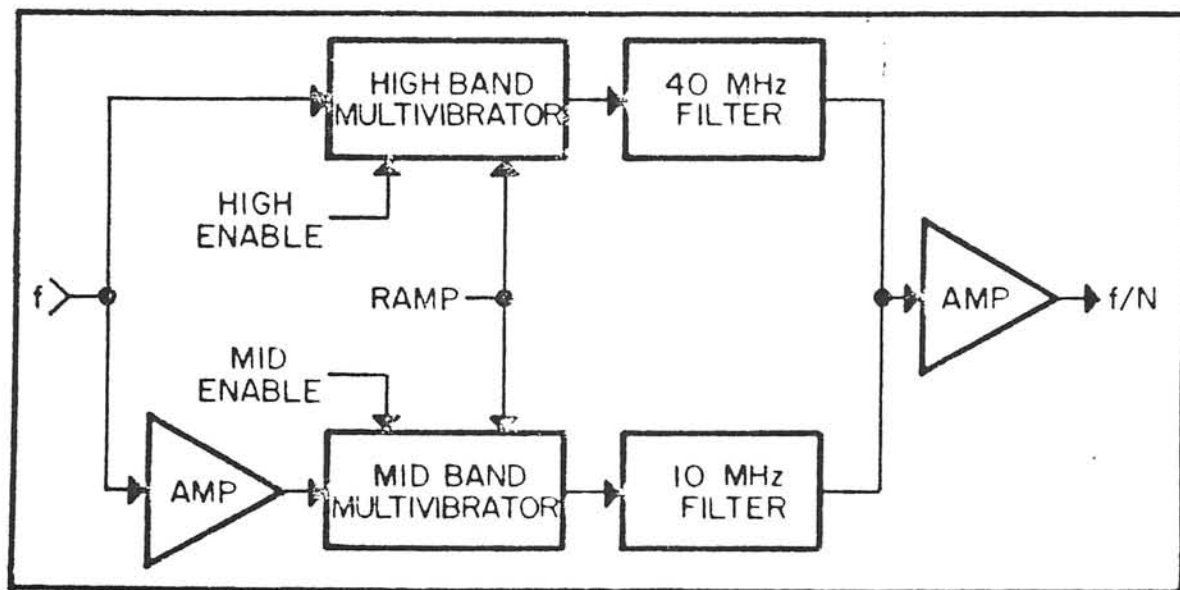 HIGH BAND
MULTIVIBRATOR
40 MHz
FILTER
HIGH
ENABLE
f
RAMP
AMP
f/N
MID
ENABLE
AMP
MID BAND
MULTIVIBRATOR
10 MHz
FILTER